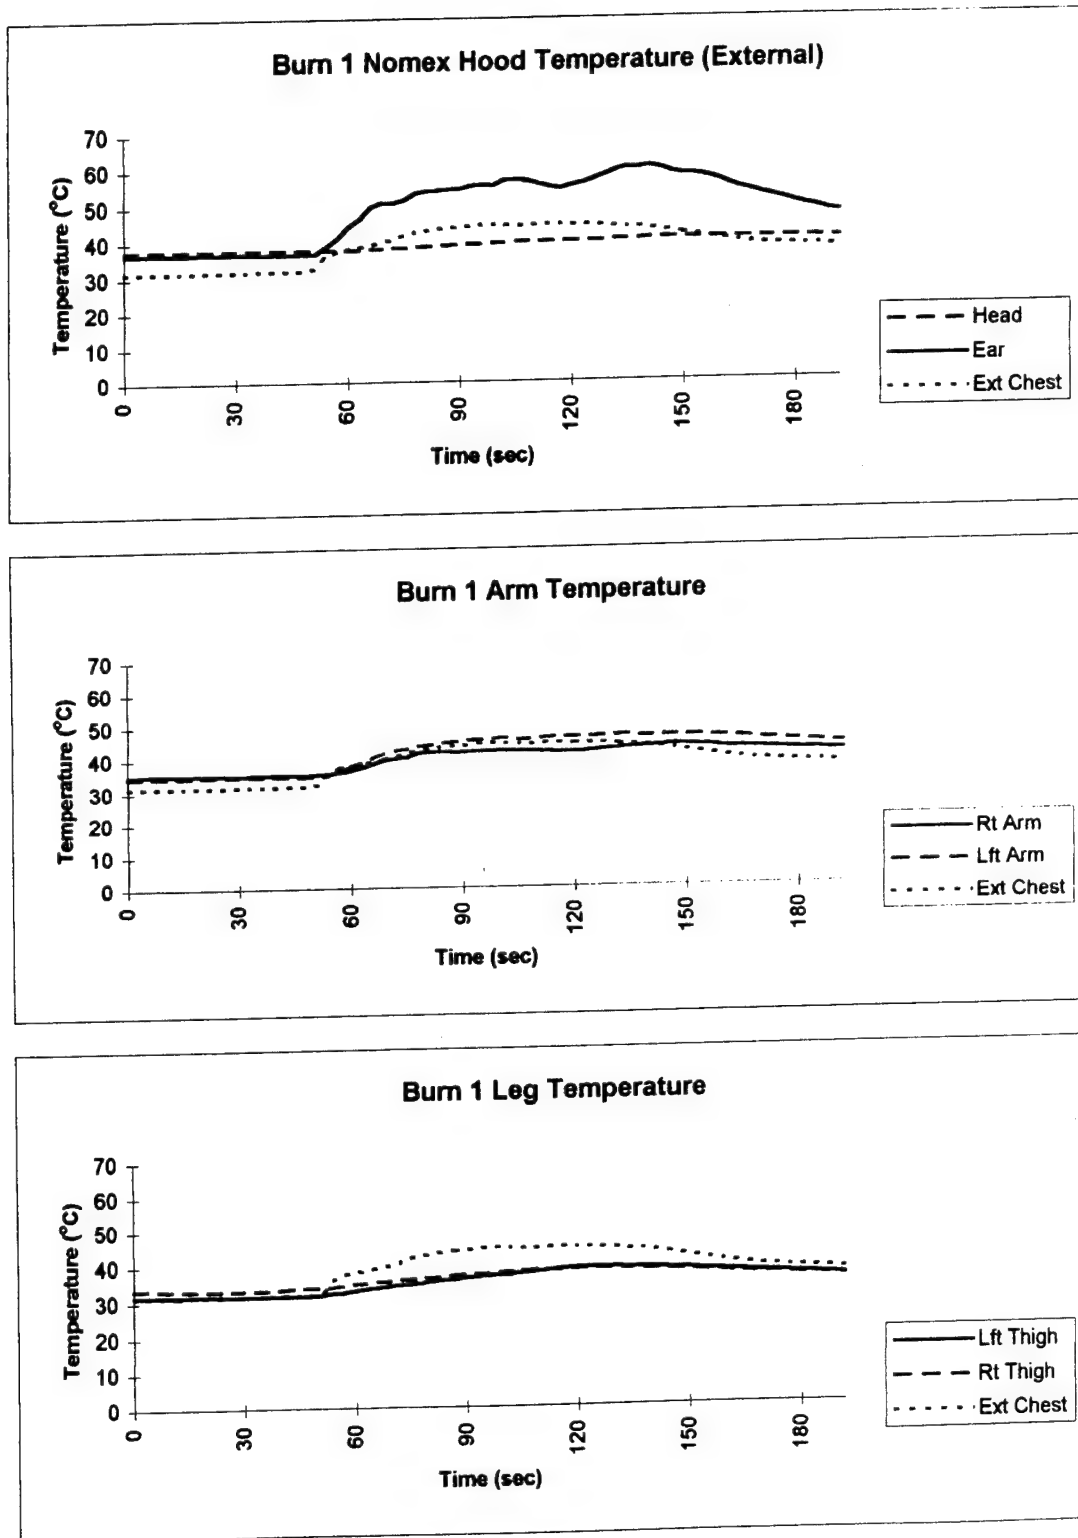 Burn 1 Nomex Hood Temperature (External)
Temperature (°C)
70
60
50
40
30
20
10
0
0
30
60
90
120
150
180
Time (sec)
Head
Ear
Ext Chest
Burn 1 Arm Temperature
Temperature (°C)
70
60
50
40
30
20
10
0
0
30
60
90
120
150
180
Time (sec)
Rt Arm
Lft Arm
Ext Chest
Burn 1 Leg Temperature
Temperature (°C)
70
60
50
40
30
20
10
0
0
30
60
90
120
150
180
Time (sec)
Lft Thigh
Rt Thigh
Ext Chest